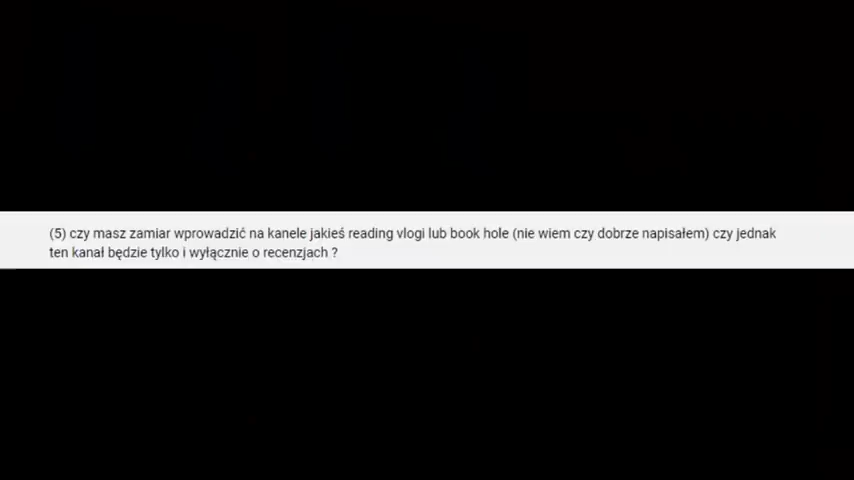 (5) czy masz zamiar wprowadzić na kanele jakieś reading vlogi lub book hole (nie wiem czy dobrze napisałem) czy jednak
ten kanał będzie tylko i wyłącznie o recenzjach ?